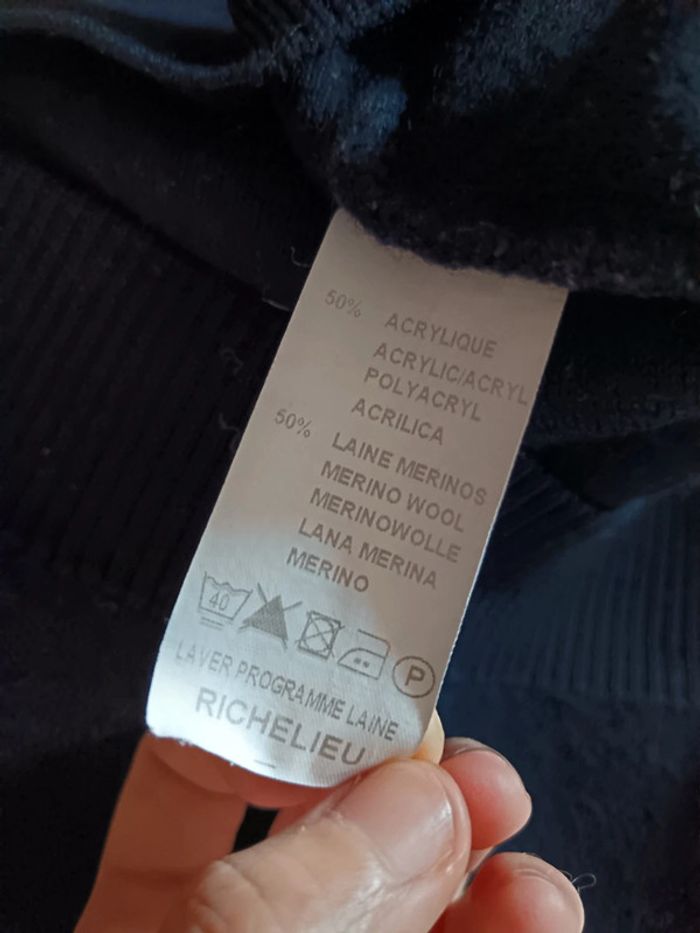 50% ACRYLIQUE
ACRYLIC/ACRYL
POLYACRYL
ACRILICA
50% LAINE MERINOS
MERINO WOOL
MERINOWOLLE
LANA MERINA
MERINO
40
P
LAVER PROGRAMME LAINE
RICHELIEU